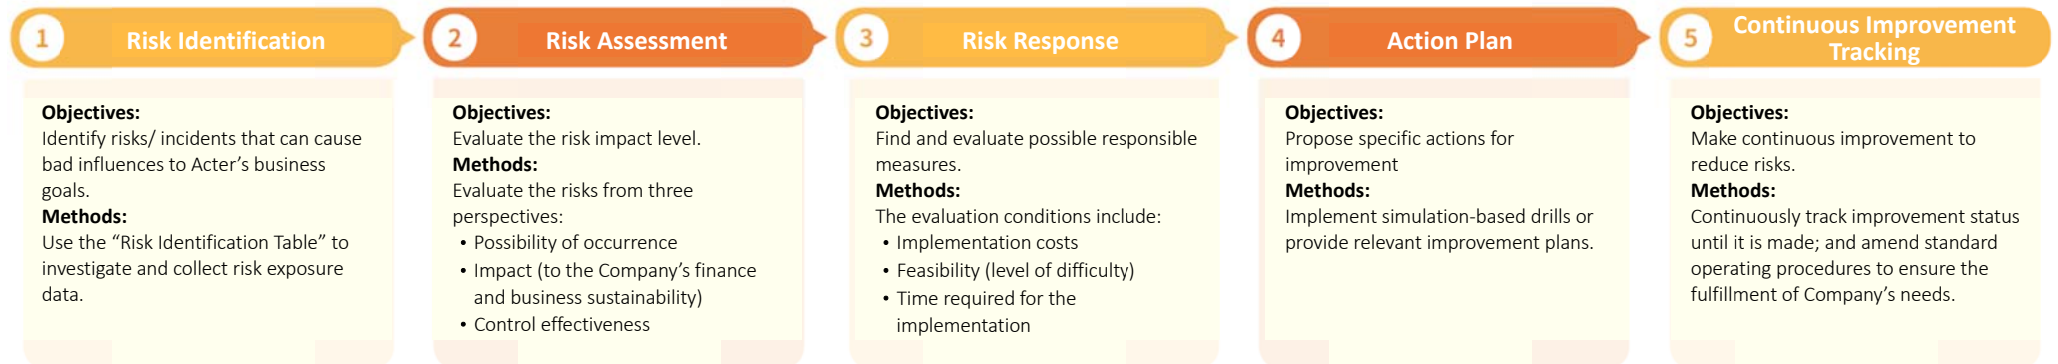 1
Risk Identification
Objectives:
Identify risks/ incidents that can cause
bad influences to Acter's business
goals.
Methods:
Use the “Risk Identification Table” to
investigate and collect risk exposure
data.
2
Risk Assessment
Objectives:
Evaluate the risk impact level.
Methods:
Evaluate the risks from three
perspectives:
• Possibility of occurrence
• Impact (to the Company's finance
and business sustainability)
• Control effectiveness
3
Risk Response
Objectives:
Find and evaluate possible responsible
measures.
Methods:
The evaluation conditions include:
• Implementation costs
• Feasibility (level of difficulty)
• Time required for the
implementation
4
Action Plan
Objectives:
Propose specific actions for
improvement
Methods:
Implement simulation-based drills or
provide relevant improvement plans.
5
Continuous Improvement
Tracking
Objectives:
Make continuous improvement to
reduce risks.
Methods:
Continuously track improvement status
until it is made; and amend standard
operating procedures to ensure the
fulfillment of Company's needs.